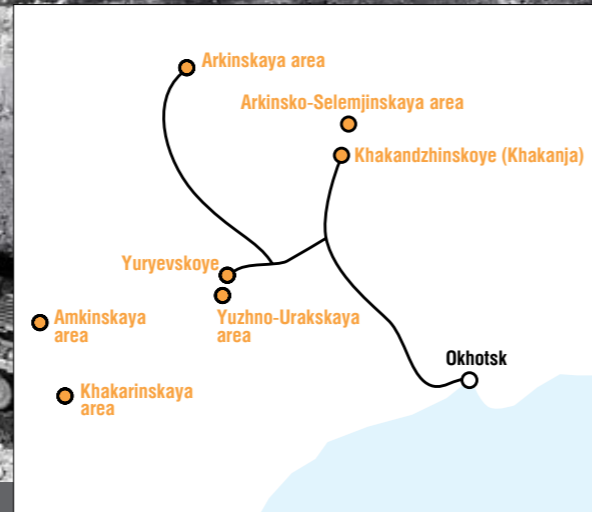 Arkinskaya area
Arkinsko-Selemjinskaya area
Khakandzhinskoye (Khakanja)
Yuryevskoye
Yuzhno-Urakskaya
area
Amkinskaya
area
Okhotsk
Khakarinskaya
area